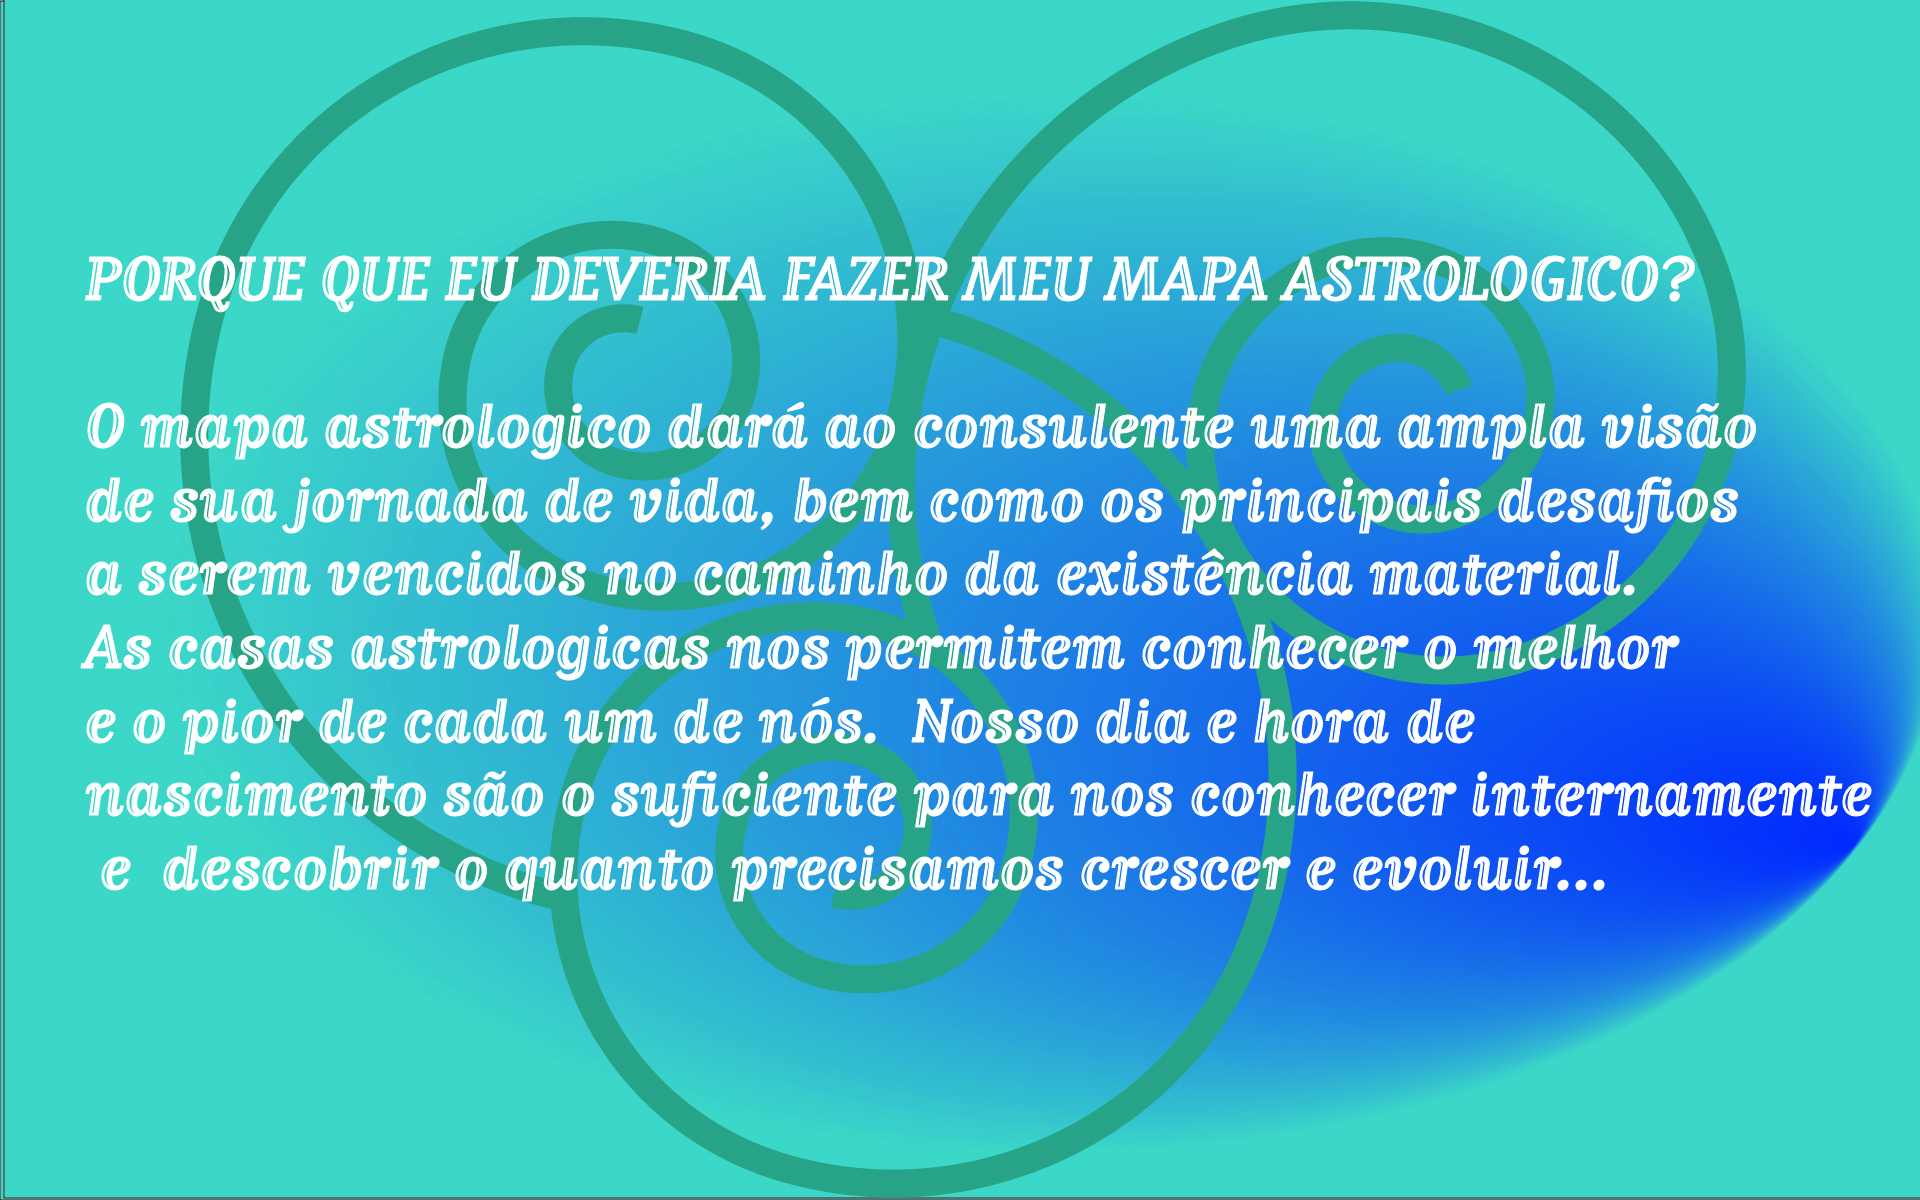 PORQUE QUE EU DEVERIA FAZER MEU MAPA ASTROLOGICO?
O mapa astrologico dará ao consulente uma ampla visão
de sua jornada de vida, bem como os principais desafios
a serem vencidos no caminho da existência material.
As casas astrologicas nos permitem conhecer o melhor
e o pior de cada um de nós.  Nosso dia e hora de
nascimento são o suficiente para nos conhecer internamente
e  descobrir o quanto precisamos crescer e evoluir...